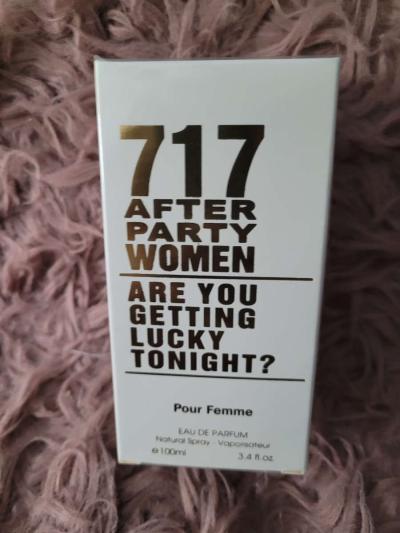 717
AFTER
PARTY
WOMEN
ARE YOU
GETTING
LUCKY
TONIGHT?
Pour Femme
EAU DE PARFUM
Natural Spray - Vaporisateur
℮100ml 3.4 fl.oz.